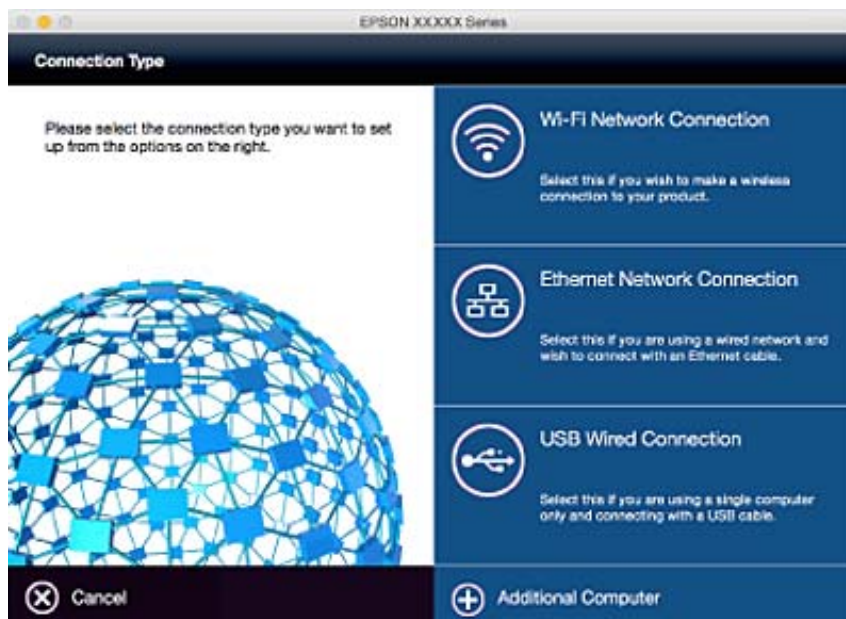 EPSON XXXXX Series
Connection Type
Please select the connection type you want to set
up from the options on the right.
Wi-Fi Network Connection
Select this if you wish to make a wireless
connection to your product.
Ethernet Network Connection
Select this if you are using a wired network and
wish to connect with an Ethernet cable.
USB Wired Connection
Select this if you are using a single computer
only and connecting with a USB cable.
Cancel
Additional Computer